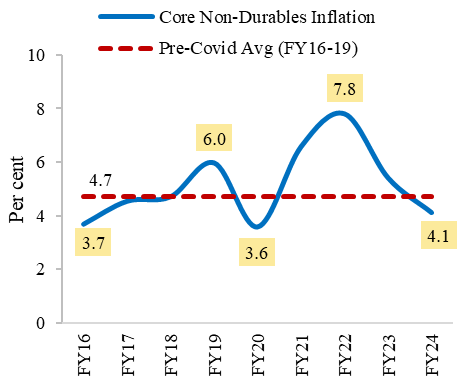 Core Non-Durables Inflation
Pre-Covid Avg (FY16-19)
Per cent
10
8
6
4
2
0
4.7
3.7
6.0
3.6
7.8
4.1
FY16
FY17
FY18
FY19
FY20
FY21
FY22
FY23
FY24